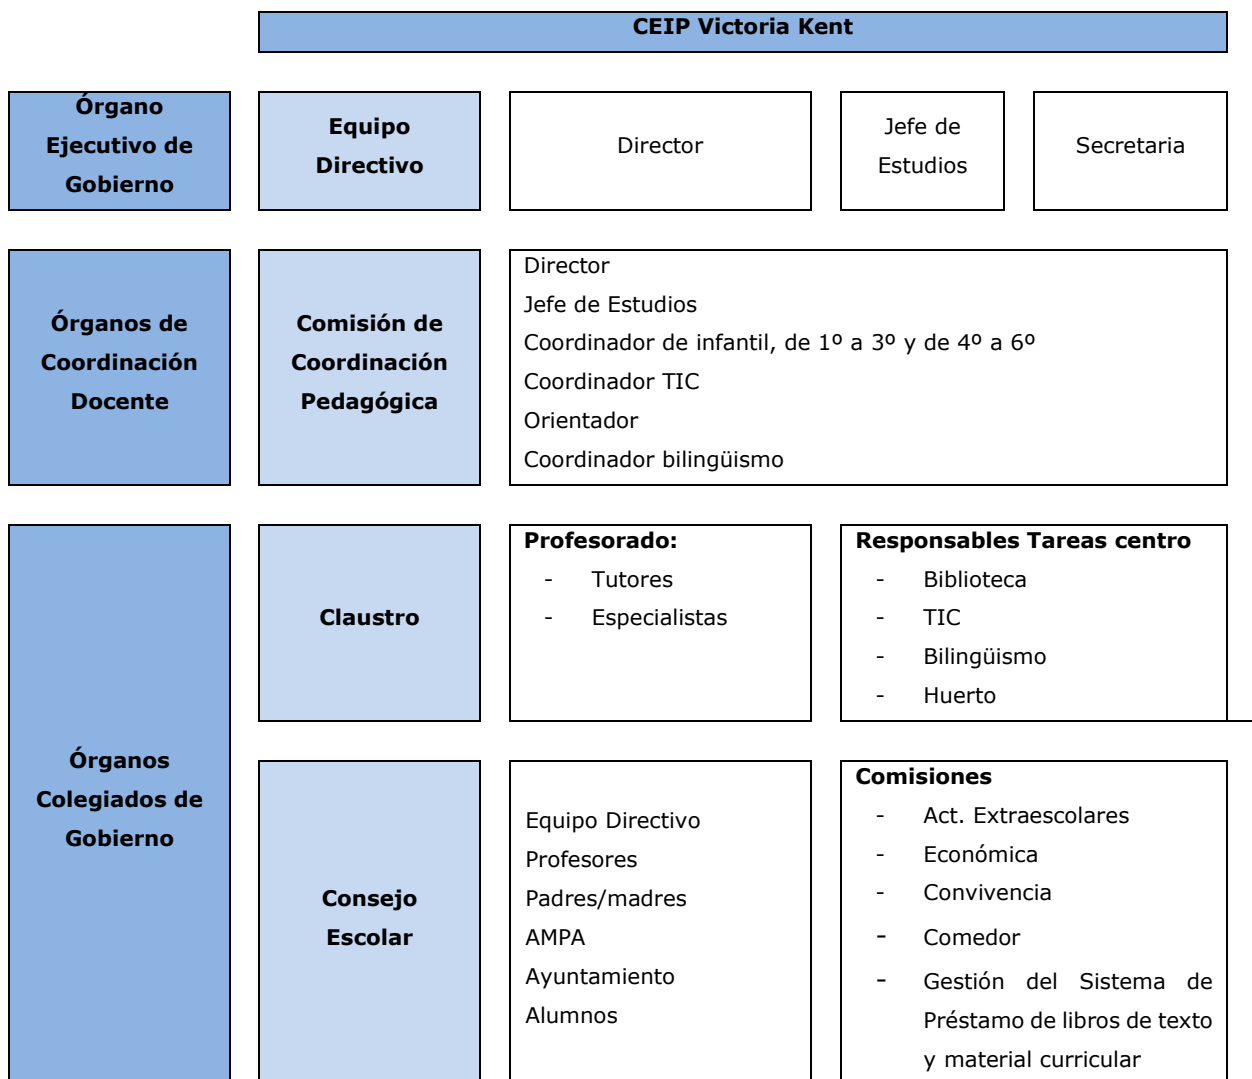 CEIP Victoria Kent
Órgano
Ejecutivo de
Gobierno
Equipo
Directivo
Director
Jefe de
Estudios
Secretaria
Órganos de
Coordinación
Docente
Comisión de
Coordinación
Pedagógica
Director
Jefe de Estudios
Coordinador de infantil, de 1º a 3º y de 4º a 6º
Coordinador TIC
Orientador
Coordinador bilingüismo
Órganos
Colegiados de
Gobierno
Claustro
Profesorado:
- Tutores
- Especialistas
Responsables Tareas centro
- Biblioteca
- TIC
- Bilingüismo
- Huerto
Consejo
Escolar
Equipo Directivo
Profesores
Padres/madres
AMPA
Ayuntamiento
Alumnos
Comisiones
- Act. Extraescolares
- Económica
- Convivencia
- Comedor
- Gestión del Sistema de
Préstamo de libros de texto
y material curricular